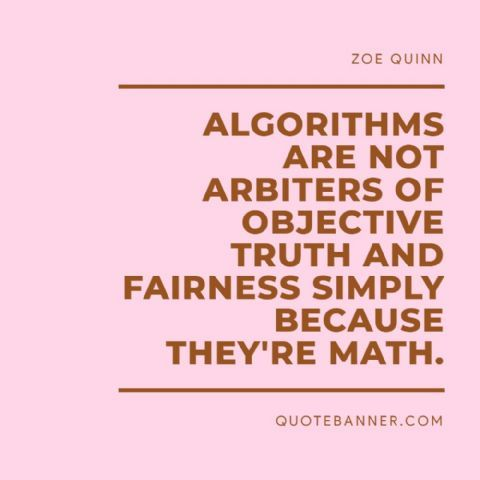 ZOE QUINN
ALGORITHMS
ARE NOT
ARBITERS OF
OBJECTIVE
TRUTH AND
FAIRNESS SIMPLY
BECAUSE
THEY'RE MATH.
QUOTEBANNER.COM